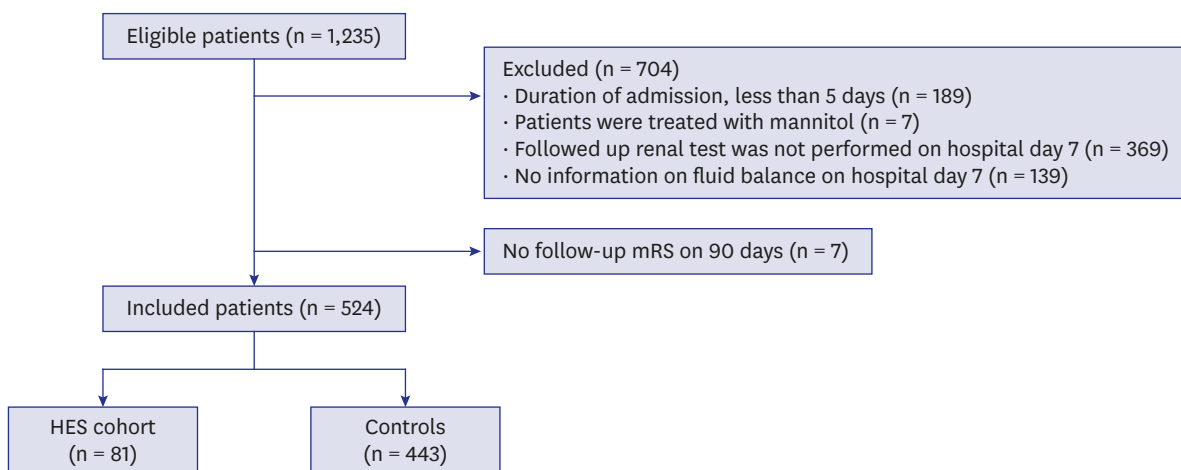 Eligible patients (n = 1,235)
Excluded (n = 704)
· Duration of admission, less than 5 days (n = 189)
· Patients were treated with mannitol (n = 7)
· Followed up renal test was not performed on hospital day 7 (n = 369)
· No information on fluid balance on hospital day 7 (n = 139)
No follow-up mRS on 90 days (n = 7)
Included patients (n = 524)
HES cohort
(n = 81)
Controls
(n = 443)